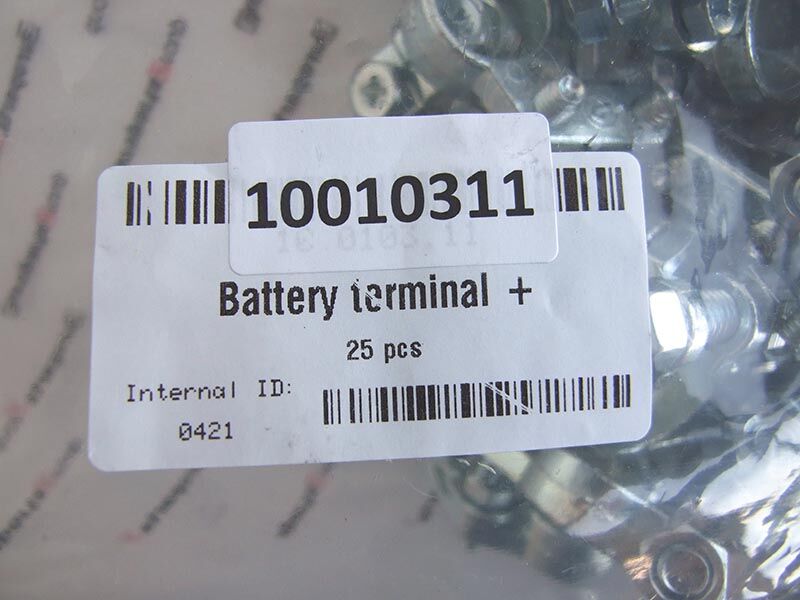 10010311
Battery terminal +
25 pcs
Internal ID:
0421